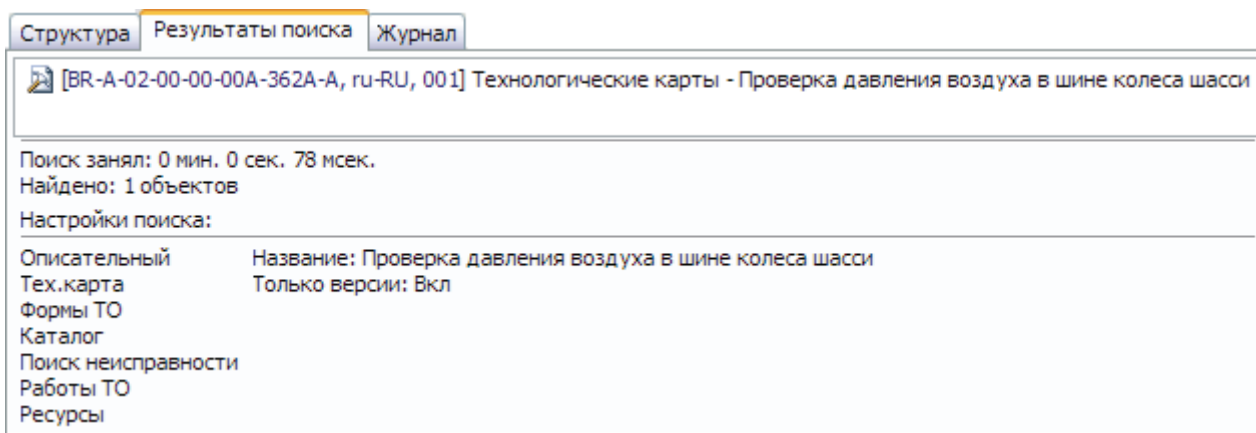 Структура Результаты поиска Журнал
[BR-A-02-00-00-00A-362A-A, ru-RU, 001] Технологические карты - Проверка давления воздуха в шине колеса шасси
Поиск занял: 0 мин. 0 сек. 78 мсек.
Найдено: 1 объектов
Настройки поиска:
Описательный Название: Проверка давления воздуха в шине колеса шасси
Тех.карта Только версии: Вкл
Формы ТО
Каталог
Поиск неисправности
Работы ТО
Ресурсы